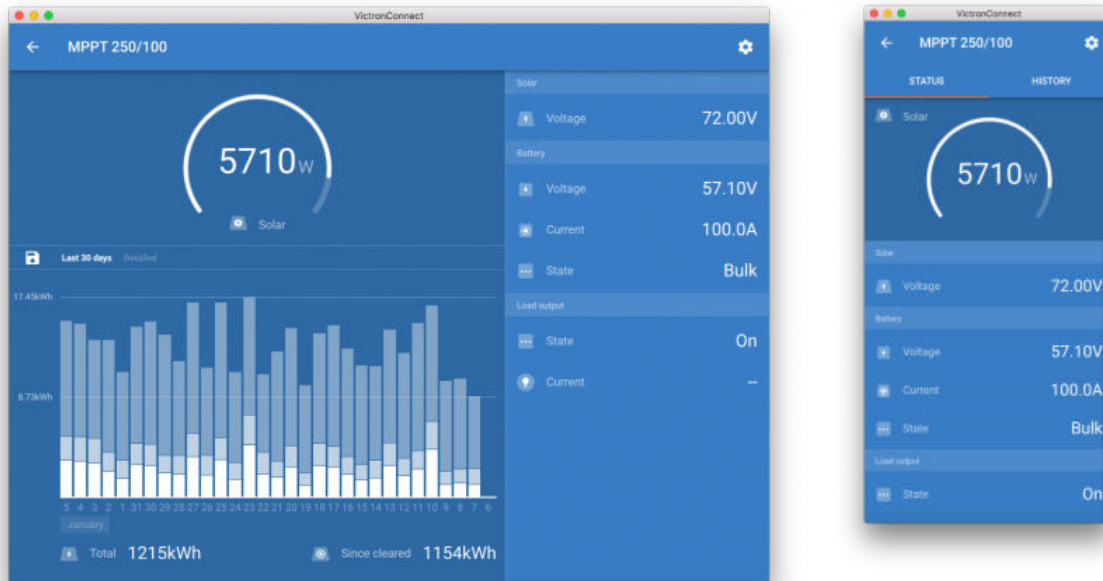 VictronConnect
MPPT 250/100
5710W
Solar
Last 30 days Detailed
17.45kWh
8.73kWh
5 4 3 2 1 31 30 29 28 27 26 25 24 23 22 21 20 19 18 17 16 15 14 13 12 11 10 9 8 7 6
January
Total 1215kWh
Since cleared 1154kWh
Solar
Voltage 72.00V
Battery
Voltage 57.10V
Current 100.0A
State Bulk
Load output
State On
Current --
VictronConnect
MPPT 250/100
STATUS HISTORY
Solar
5710W
Solar
Voltage 72.00V
Battery
Voltage 57.10V
Current 100.0A
State Bulk
Load output
State On